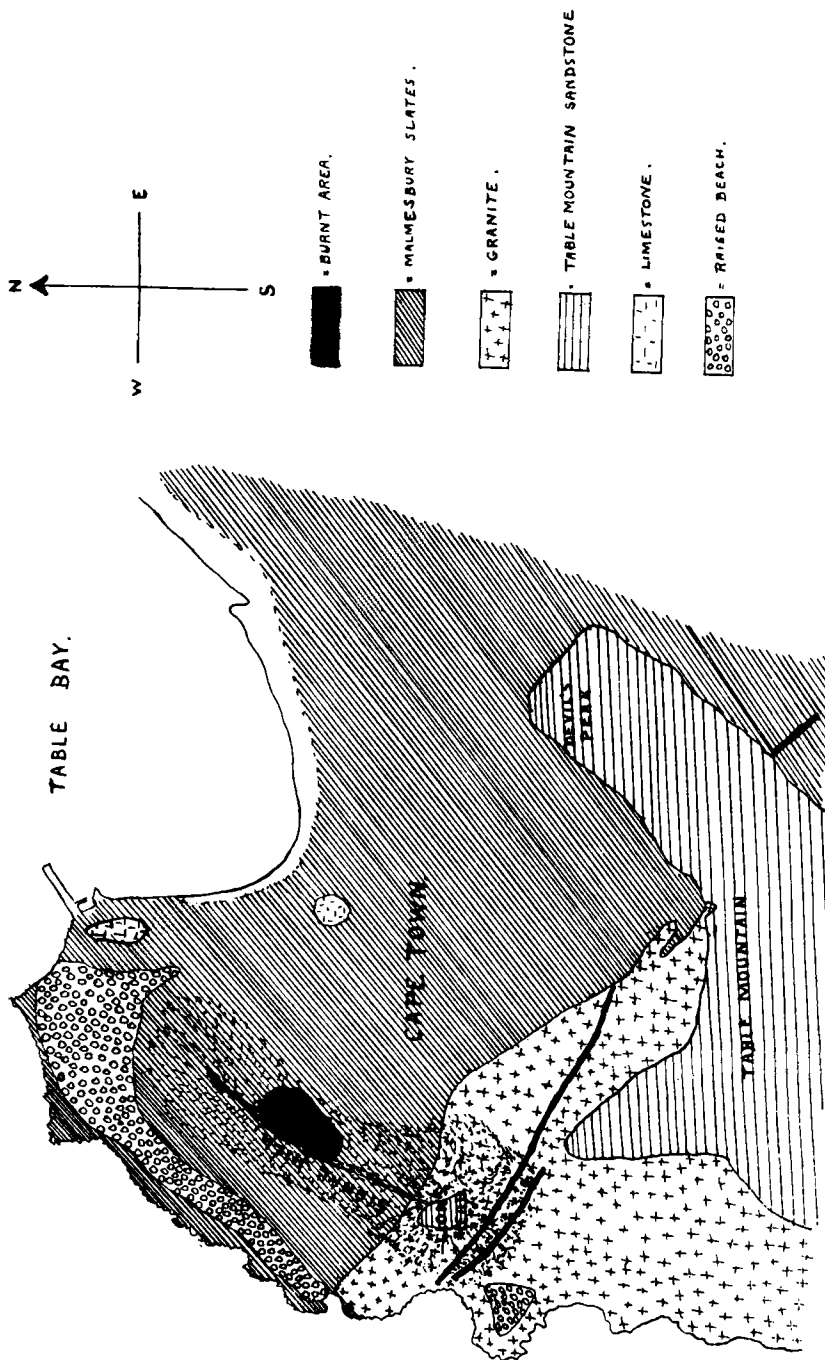 TABLE BAY.
CAPE TOWN.
DEVIL'S
PEAK
TABLE MOUNTAIN
N
W
E
S
= BURNT AREA.
= MALMESBURY SLATES.
= GRANITE.
= TABLE MOUNTAIN SANDSTONE
= LIMESTONE.
= RAISED BEACH.